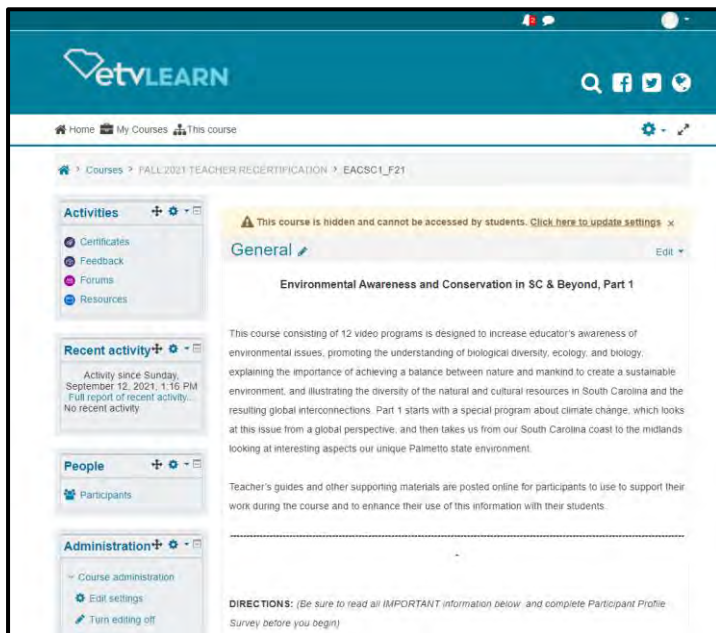 2
etvLEARN
Home My Courses This course
Courses > FALL 2021 TEACHER RECERTIFICATION > EACSC1_F21
Activities
Certificates
Feedback
Forums
Resources
Recent activity
Activity since Sunday,
September 12, 2021, 1:16 PM
Full report of recent activity...
No recent activity
People
Participants
Administration
Course administration
Edit settings
Turn editing off
This course is hidden and cannot be accessed by students. Click here to update settings x
General
Edit
Environmental Awareness and Conservation in SC & Beyond, Part 1
This course consisting of 12 video programs is designed to increase educator's awareness of
environmental issues, promoting the understanding of biological diversity, ecology, and biology,
explaining the importance of achieving a balance between nature and mankind to create a sustainable
environment, and illustrating the diversity of the natural and cultural resources in South Carolina and the
resulting global interconnections. Part 1 starts with a special program about climate change, which looks
at this issue from a global perspective, and then takes us from our South Carolina coast to the midlands
looking at interesting aspects our unique Palmetto state environment.
Teacher's guides and other supporting materials are posted online for participants to use to support their
work during the course and to enhance their use of this information with their students.
DIRECTIONS: (Be sure to read all IMPORTANT information below and complete Participant Profile
Survey before you begin)